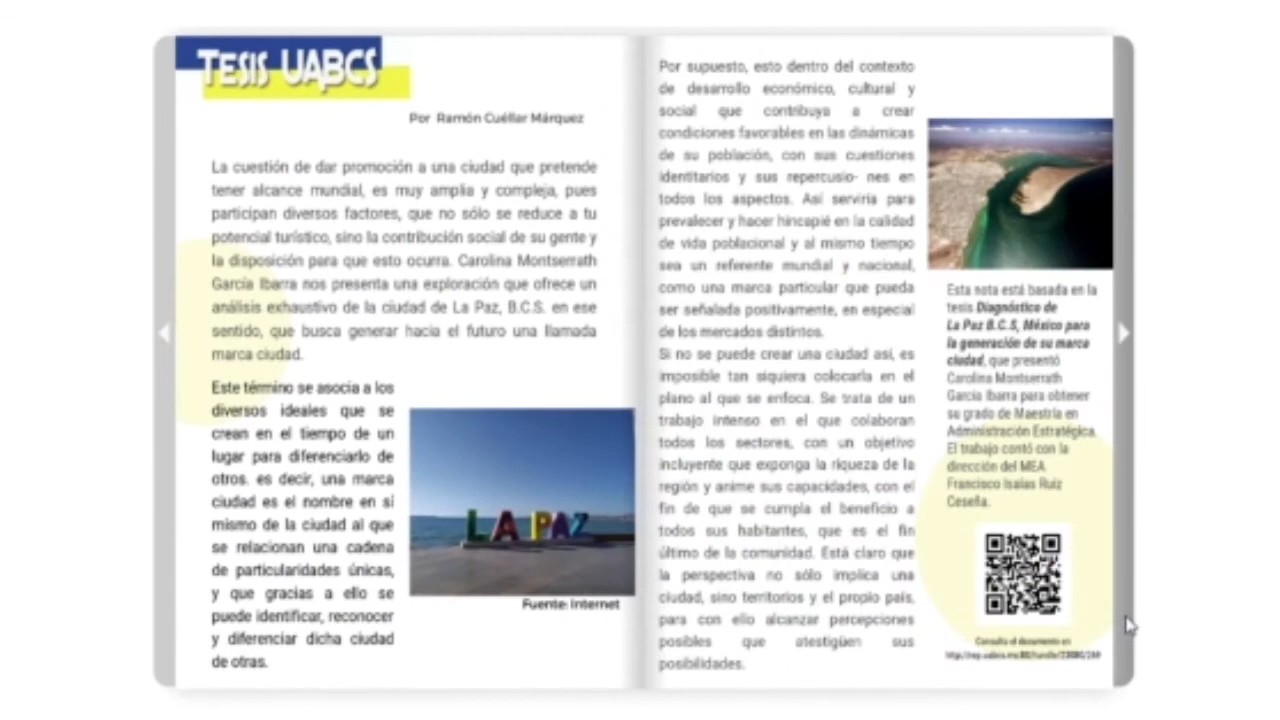 TESIS UABCS
Por Ramón Cuéllar Márquez
La cuestión de dar promoción a una ciudad que pretende
tener alcance mundial, es muy amplia y compleja, pues
participan diversos factores, que no sólo se reduce a tu
potencial turístico, sino la contribución social de su gente y
la disposición para que esto ocurra. Carolina Montserrath
García Ibarra nos presenta una exploración que ofrece un
análisis exhaustivo de la ciudad de La Paz, B.C.S. en ese
sentido, que busca generar hacia el futuro una llamada
marca ciudad.
Este término se asocia a los
diversos ideales que se
crean en el tiempo de un
lugar para diferenciarlo de
otros. es decir, una marca
ciudad es el nombre en sí
mismo de la ciudad al que
se relacionan una cadena
de particularidades únicas,
y que gracias a ello se
puede identificar, reconocer
y diferenciar dicha ciudad
de otras.
LA PAZ
Fuente: Internet
Por supuesto, esto dentro del contexto
de desarrollo económico, cultural y
social que contribuya a crear
condiciones favorables en las dinámicas
de su población, con sus cuestiones
identitarios y sus repercusio- nes en
todos los aspectos. Así serviría para
prevalecer y hacer hincapié en la calidad
de vida poblacional y al mismo tiempo
sea un referente mundial y nacional,
como una marca particular que pueda
ser señalada positivamente, en especial
de los mercados distintos.
Si no se puede crear una ciudad así, es
imposible tan siquiera colocarla en el
plano al que se enfoca. Se trata de un
trabajo intenso en el que colaboran
todos los sectores, con un objetivo
incluyente que exponga la riqueza de la
región y anime sus capacidades, con el
fin de que se cumpla el beneficio a
todos sus habitantes, que es el fin
último de la comunidad. Está claro que
la perspectiva no sólo implica una
ciudad, sino territorios y el propio país,
para con ello alcanzar percepciones
posibles que atestigüen sus
posibilidades.
Esta nota está basada en la
tesis Diagnóstico de
La Paz B.C.S, México para
la generación de su marca
ciudad, que presentó
Carolina Montserrath
García Ibarra para obtener
su grado de Maestría en
Administración Estratégica.
El trabajo contó con la
dirección del MEA
Francisco Isaías Ruiz
Ceseña.
Consulta el documento en